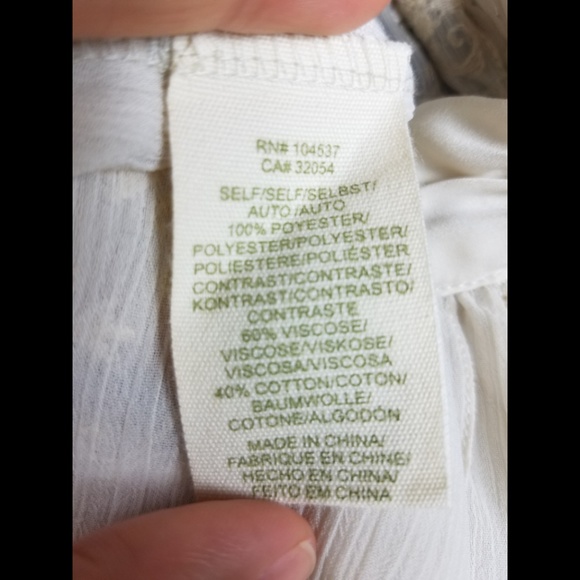 RN# 104537
CA# 32054
SELF/SELF/SELBST/
AUTO /AUTO
100% POYESTER/
POLYESTER/POLYESTER/
POLIESTERE/POLIÉSTER
CONTRAST/CONTRASTE/
KONTRAST/CONTRASTO/
CONTRASTE
60% VISCOSE/
VISCOSE/VISKOSE/
VISCOSA/VISCOSA
40% COTTON/COTON/
BAUMWOLLE/
COTONE/ALGODÓN
MADE IN CHINA/
FABRIQUE EN CHINE/
HECHO EN CHINA/
FEITO EM CHINA